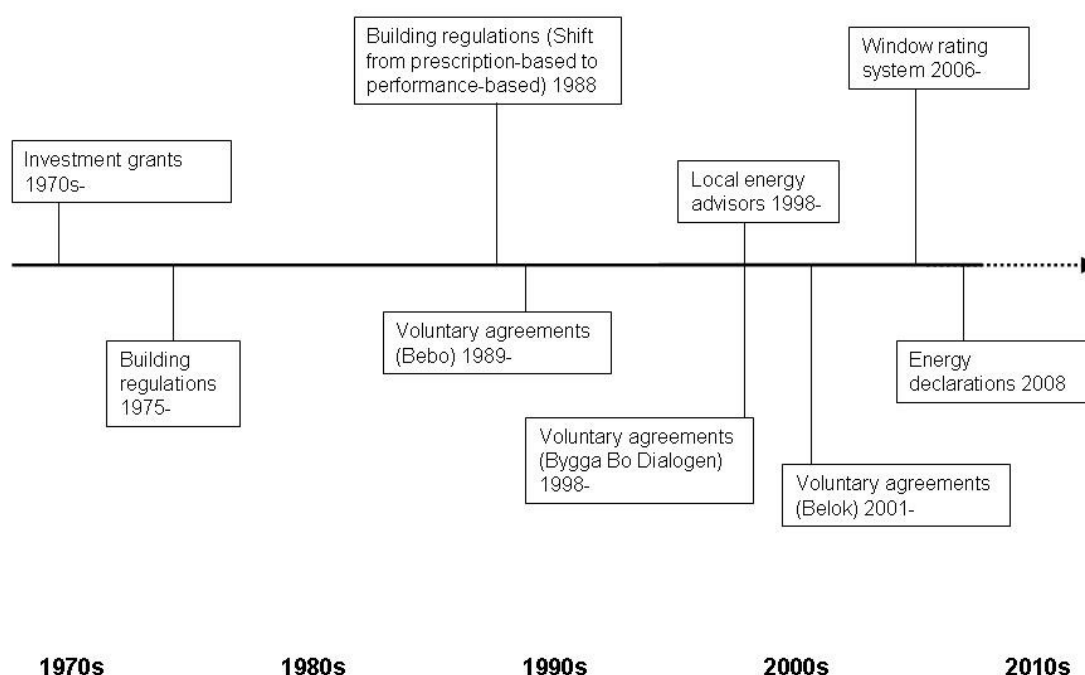 Building regulations (Shift
from prescription-based to
performance-based) 1988
Window rating
system 2006-
Investment grants
1970s-
Local energy
advisors 1998-
Building
regulations
1975-
Voluntary agreements
(Bebo) 1989-
Energy
declarations 2008
Voluntary agreements
(Bygga Bo Dialogen)
1998-
Voluntary agreements
(Belok) 2001-
1970s
1980s
1990s
2000s
2010s